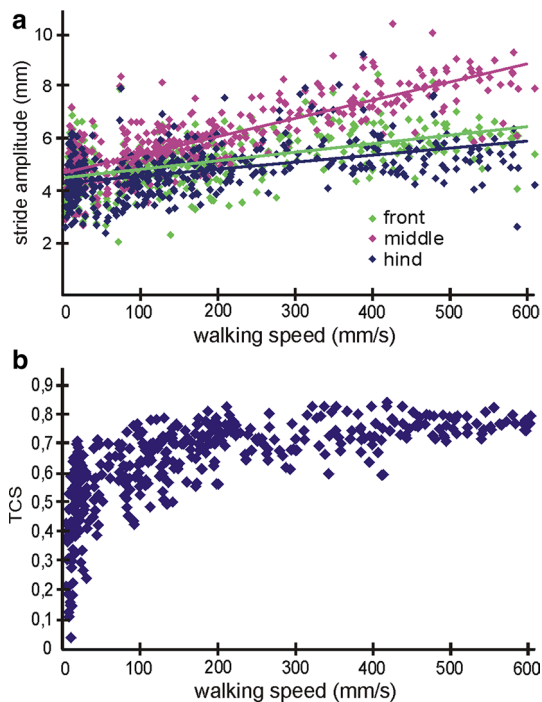 a
10
8
6
4
2
stride amplitude (mm)
front
middle
hind
0 100 200 300 400 500 600
walking speed (mm/s)
b
0,9
0,8
0,7
0,6
0,5
0,4
0,3
0,2
0,1
0
TCS
0 100 200 300 400 500 600
walking speed (mm/s)